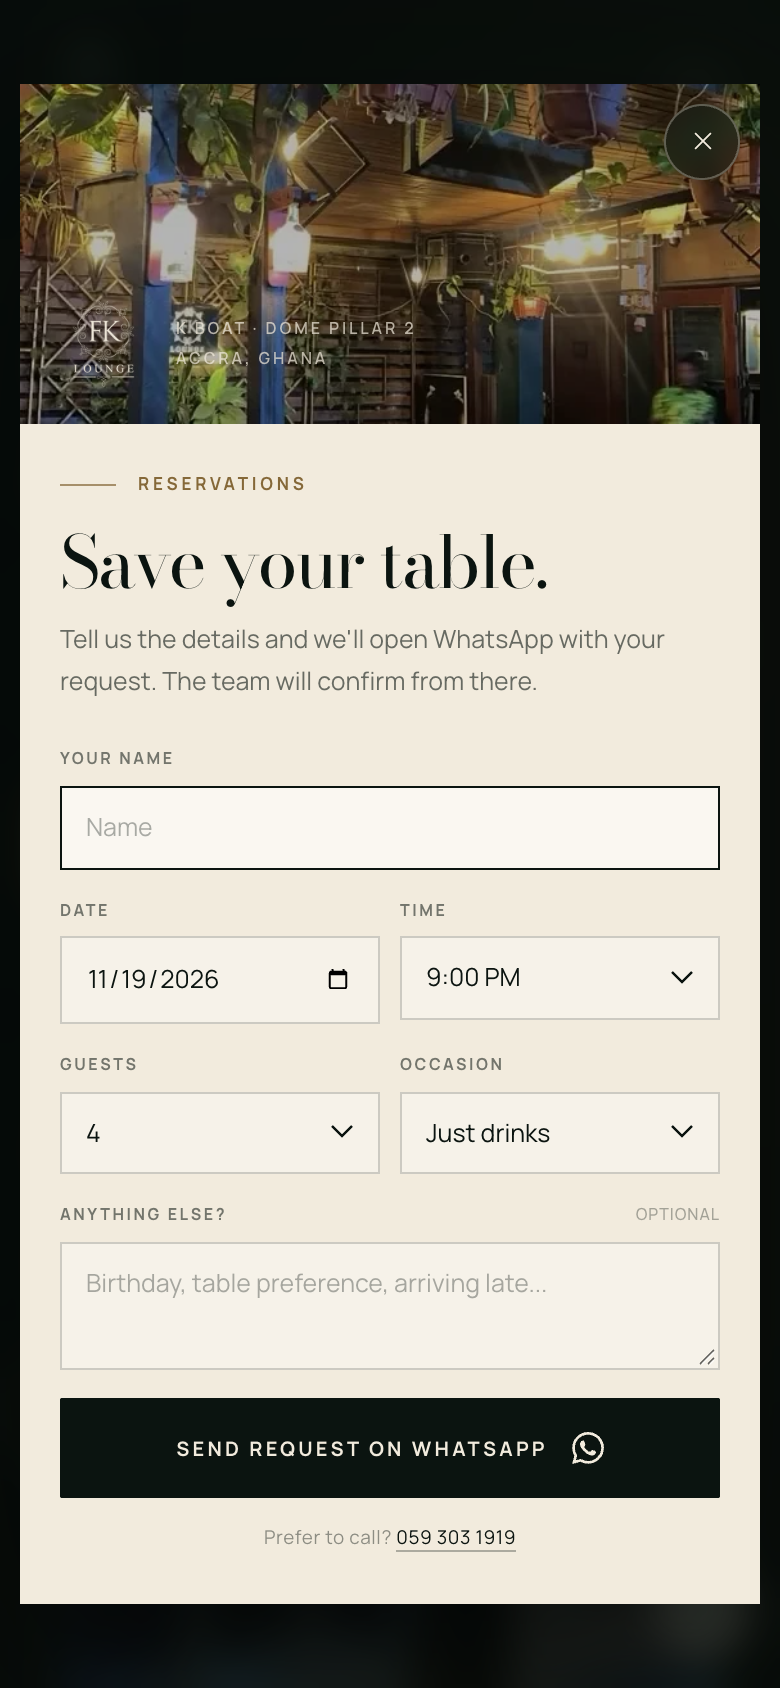 FK
LOUNGE
K BOAT · DOME PILLAR 2
ACCRA, GHANA
RESERVATIONS
Save your table.
Tell us the details and we'll open WhatsApp with your
request. The team will confirm from there.
YOUR NAME
Name
DATE
TIME
11/19/2026
9:00 PM
GUESTS
OCCASION
4
Just drinks
ANYTHING ELSE?
OPTIONAL
Birthday, table preference, arriving late...
SEND REQUEST ON WHATSAPP
Prefer to call? 059 303 1919